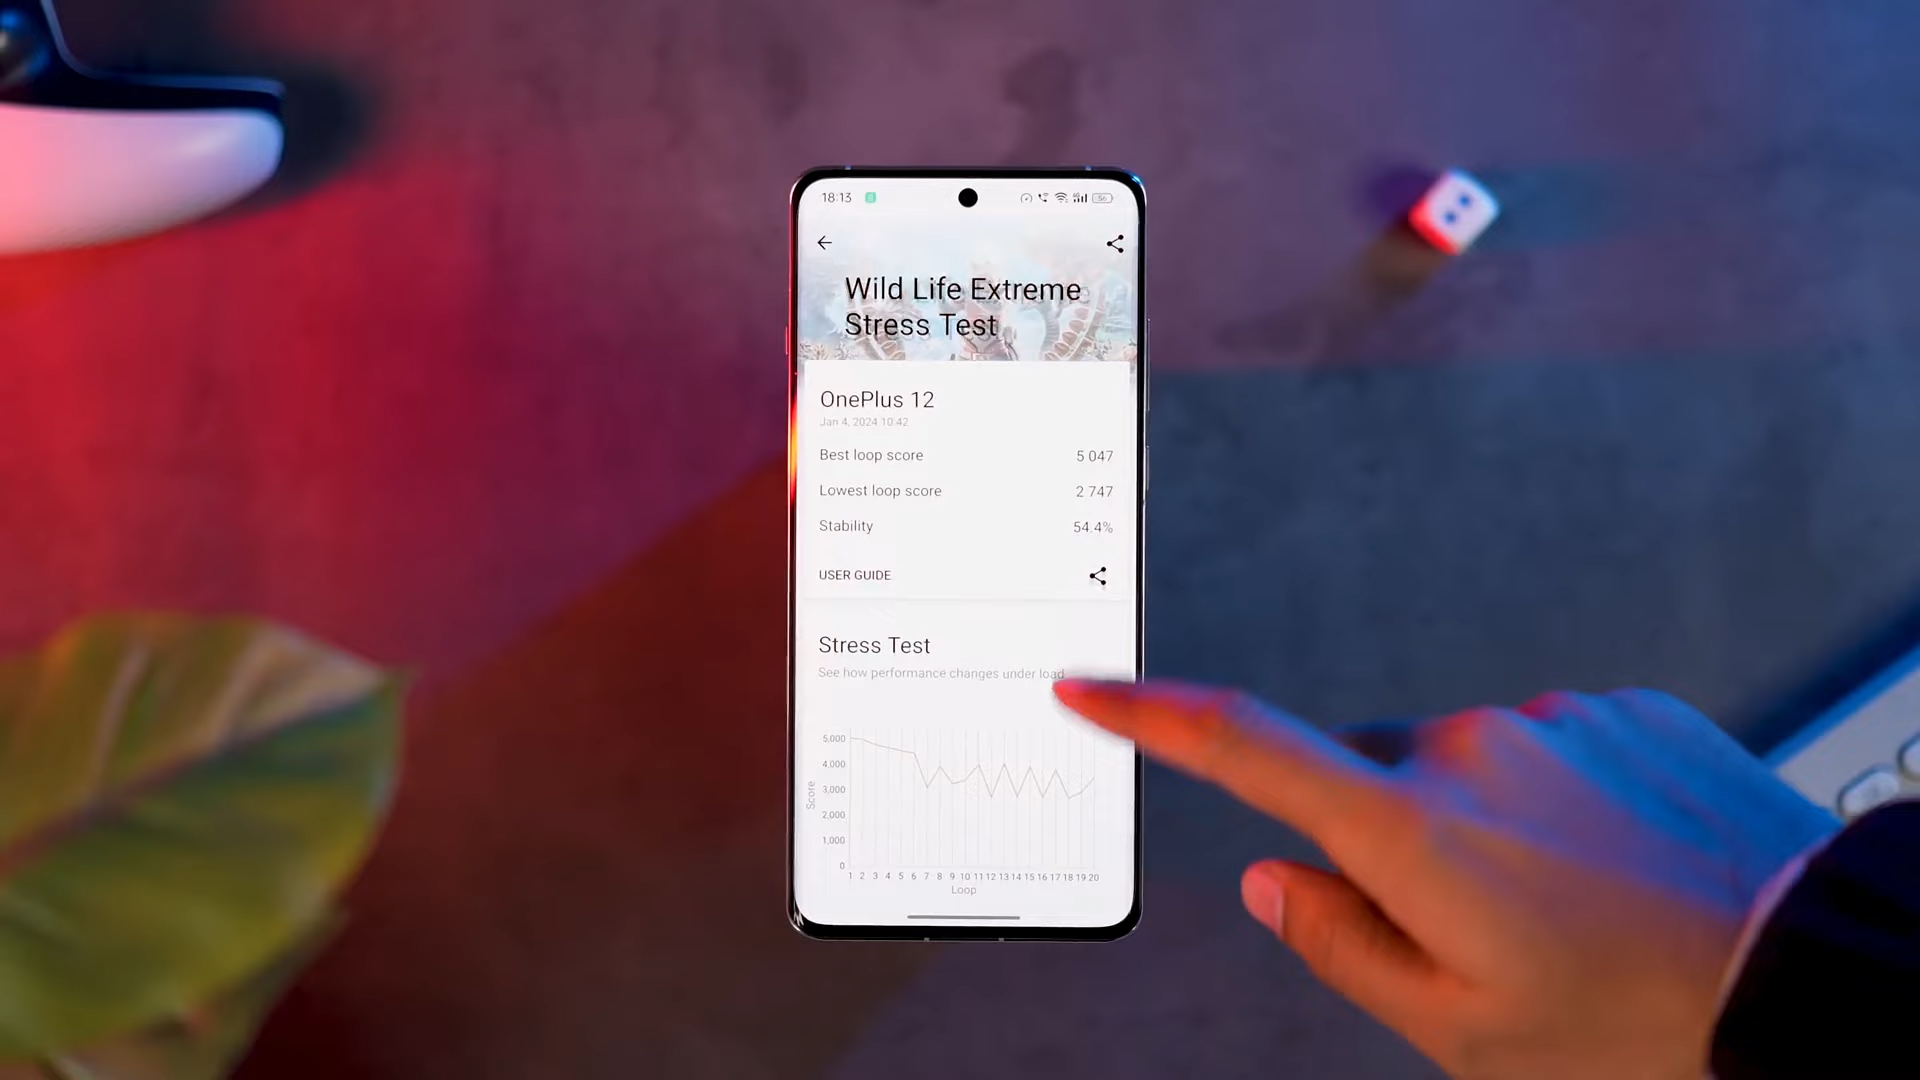 18:13
56
Wild Life Extreme
Stress Test
OnePlus 12
Jan 4, 2024 10:42
Best loop score 5 047
Lowest loop score 2 747
Stability 54.4%
USER GUIDE
Stress Test
See how performance changes under load
5,000
4,000
3,000
2,000
1,000
0
Score
1 2 3 4 5 6 7 8 9 10 11 12 13 14 15 16 17 18 19 20
Loop